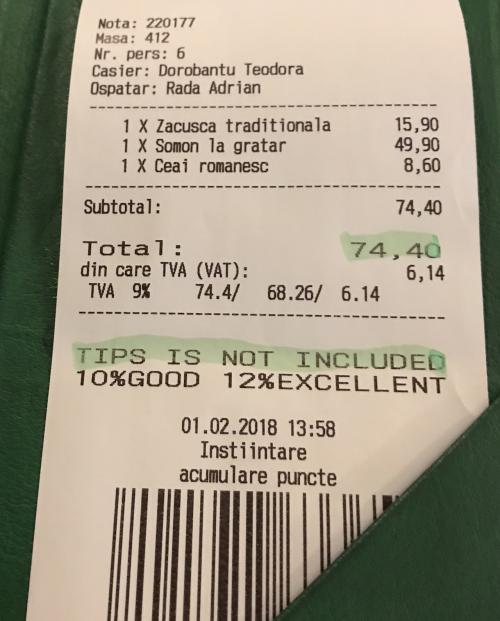 Nota: 220177
Masa: 412
Nr. pers: 6
Casier: Dorobantu Teodora
Ospatar: Rada Adrian
1 X Zacusca traditionala 15,90
1 X Somon la gratar 49,90
1 X Ceai romanesc 8,60
Subtotal: 74,40
Total: 74,40
din care TVA (VAT): 6,14
TVA 9% 74.4/ 68.26/ 6.14
TIPS IS NOT INCLUDED
10%GOOD 12%EXCELLENT
01.02.2018 13:58
Instiintare
acumulare puncte